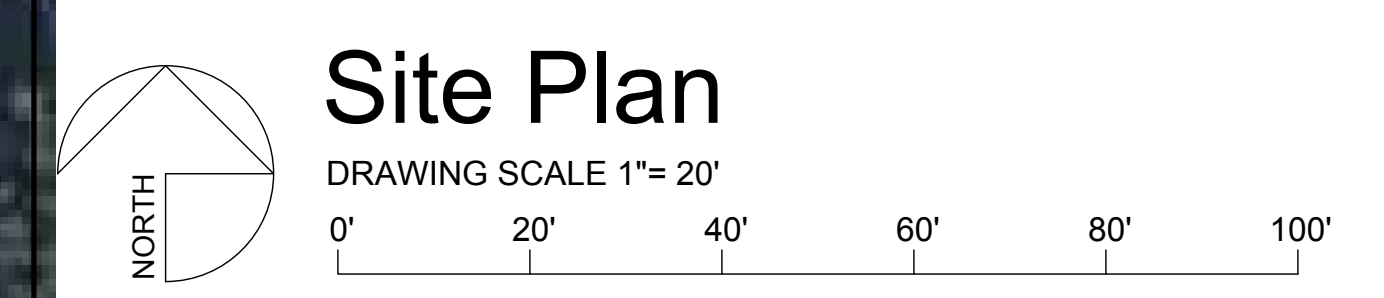 Site Plan
DRAWING SCALE 1"= 20'
0' 20' 40' 60' 80' 100'
NORTH